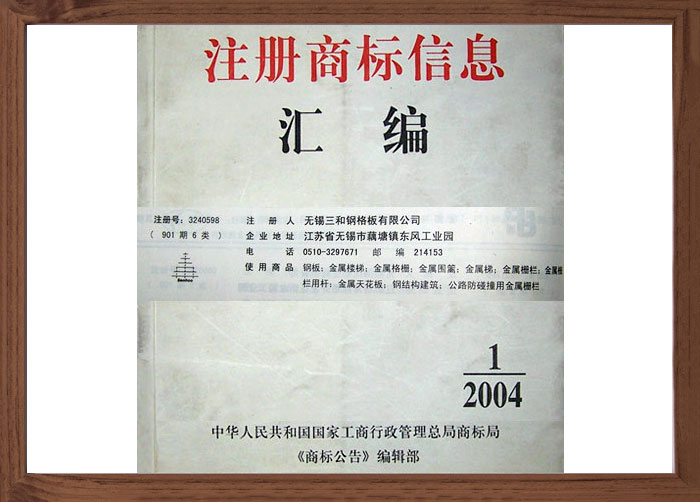 注册商标信息
汇 编
注册号：3240598 注 册 人 无锡三和钢格板有限公司
（901期6类） 企业地址 江苏省无锡市藕塘镇东风工业园
电 话 0510-3297671 邮 编 214153
使用商品 钢板；金属楼梯；金属格栅；金属围篱；金属梯；金属栅栏；金属栅
栏用杆；金属天花板；钢结构建筑；公路防碰撞用金属栅栏
1
2004
中华人民共和国国家工商行政管理总局商标局
《商标公告》编辑部